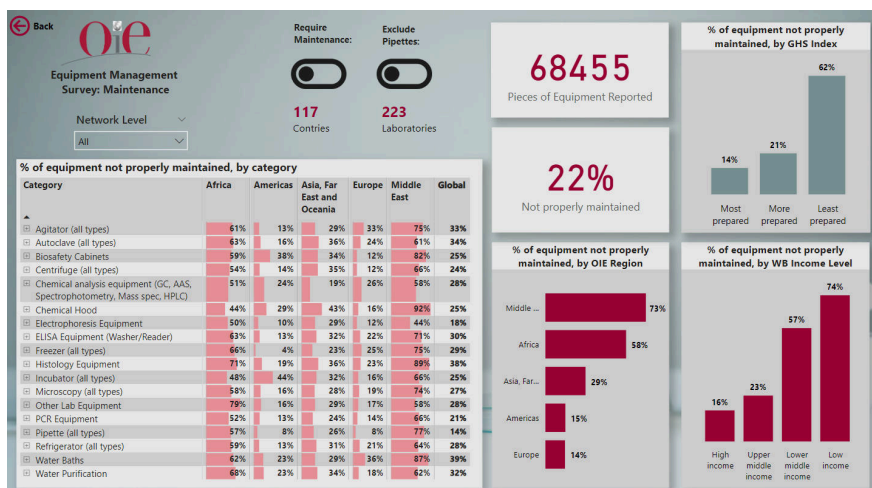 Back
OiE
Equipment Management
Survey: Maintenance
Network Level
All
Require
Maintenance:
Exclude
Pipettes:
117
Contries
223
Laboratories
68455
Pieces of Equipment Reported
22%
Not properly maintained
% of equipment not properly
maintained, by GHS Index
14%
21%
62%
Most
prepared
More
prepared
Least
prepared
% of equipment not properly maintained, by category
Category Africa Americas Asia, Far East and Oceania Europe Middle East Global
Agitator (all types) 61% 13% 29% 33% 75% 33%
Autoclave (all types) 63% 16% 36% 24% 61% 34%
Biosafety Cabinets 59% 38% 34% 12% 82% 25%
Centrifuge (all types) 54% 14% 35% 12% 66% 24%
Chemical analysis equipment (GC, AAS, 51% 24% 19% 26% 58% 28%
Spectrophotometry, Mass spec, HPLC)
Chemical Hood 44% 29% 43% 16% 92% 25%
Electrophoresis Equipment 50% 10% 29% 12% 44% 18%
ELISA Equipment (Washer/Reader) 63% 13% 32% 22% 71% 30%
Freezer (all types) 66% 4% 23% 25% 75% 29%
Histology Equipment 71% 19% 36% 23% 89% 38%
Incubator (all types) 48% 44% 32% 16% 66% 25%
Microscopy (all types) 58% 16% 28% 19% 74% 27%
Other Lab Equipment 79% 16% 29% 17% 58% 28%
PCR Equipment 52% 13% 24% 14% 66% 21%
Pipette (all types) 57% 8% 26% 8% 77% 14%
Refrigerator (all types) 59% 13% 31% 21% 64% 28%
Water Baths 62% 23% 29% 36% 87% 39%
Water Purification 68% 23% 34% 18% 62% 32%
% of equipment not properly
maintained, by OIE Region
Middle ... 73%
Africa 58%
Asia, Far... 29%
Americas 15%
Europe 14%
% of equipment not properly
maintained, by WB Income Level
16%
23%
57%
74%
High
income
Upper
middle
income
Lower
middle
income
Low
income